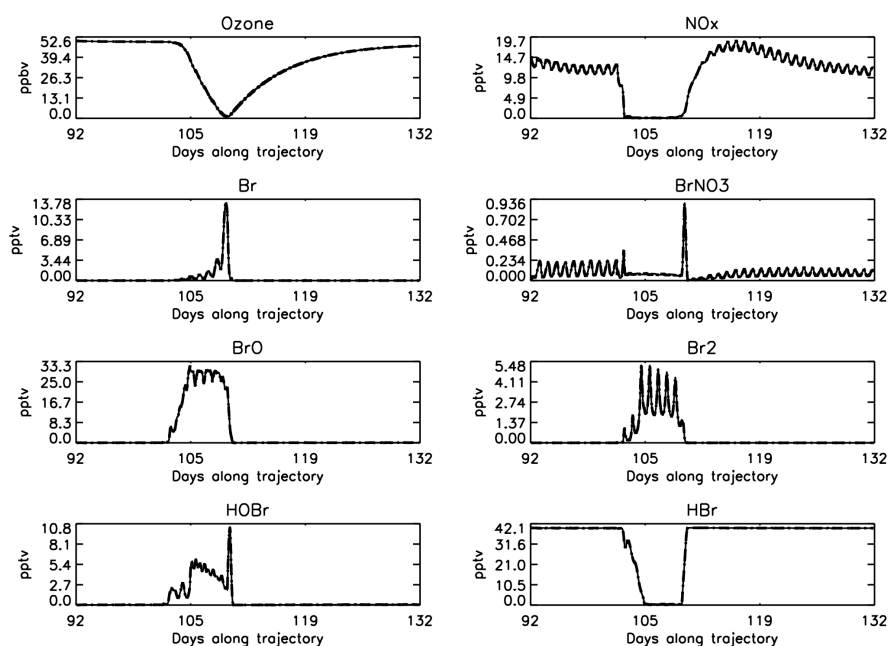 Ozone
52.6
39.4
26.3
13.1
0.0
ppbv
92 105 119 132
Days along trajectory
NOx
19.7
14.7
9.8
4.9
0.0
pptv
92 105 119 132
Days along trajectory
Br
13.78
10.33
6.89
3.44
0.00
pptv
92 105 119 132
Days along trajectory
BrNO3
0.936
0.702
0.468
0.234
0.000
pptv
92 105 119 132
Days along trajectory
BrO
33.3
25.0
16.7
8.3
0.0
pptv
92 105 119 132
Days along trajectory
Br2
5.48
4.11
2.74
1.37
0.00
pptv
92 105 119 132
Days along trajectory
HOBr
10.8
8.1
5.4
2.7
0.0
pptv
92 105 119 132
Days along trajectory
HBr
42.1
31.6
21.0
10.5
0.0
pptv
92 105 119 132
Days along trajectory